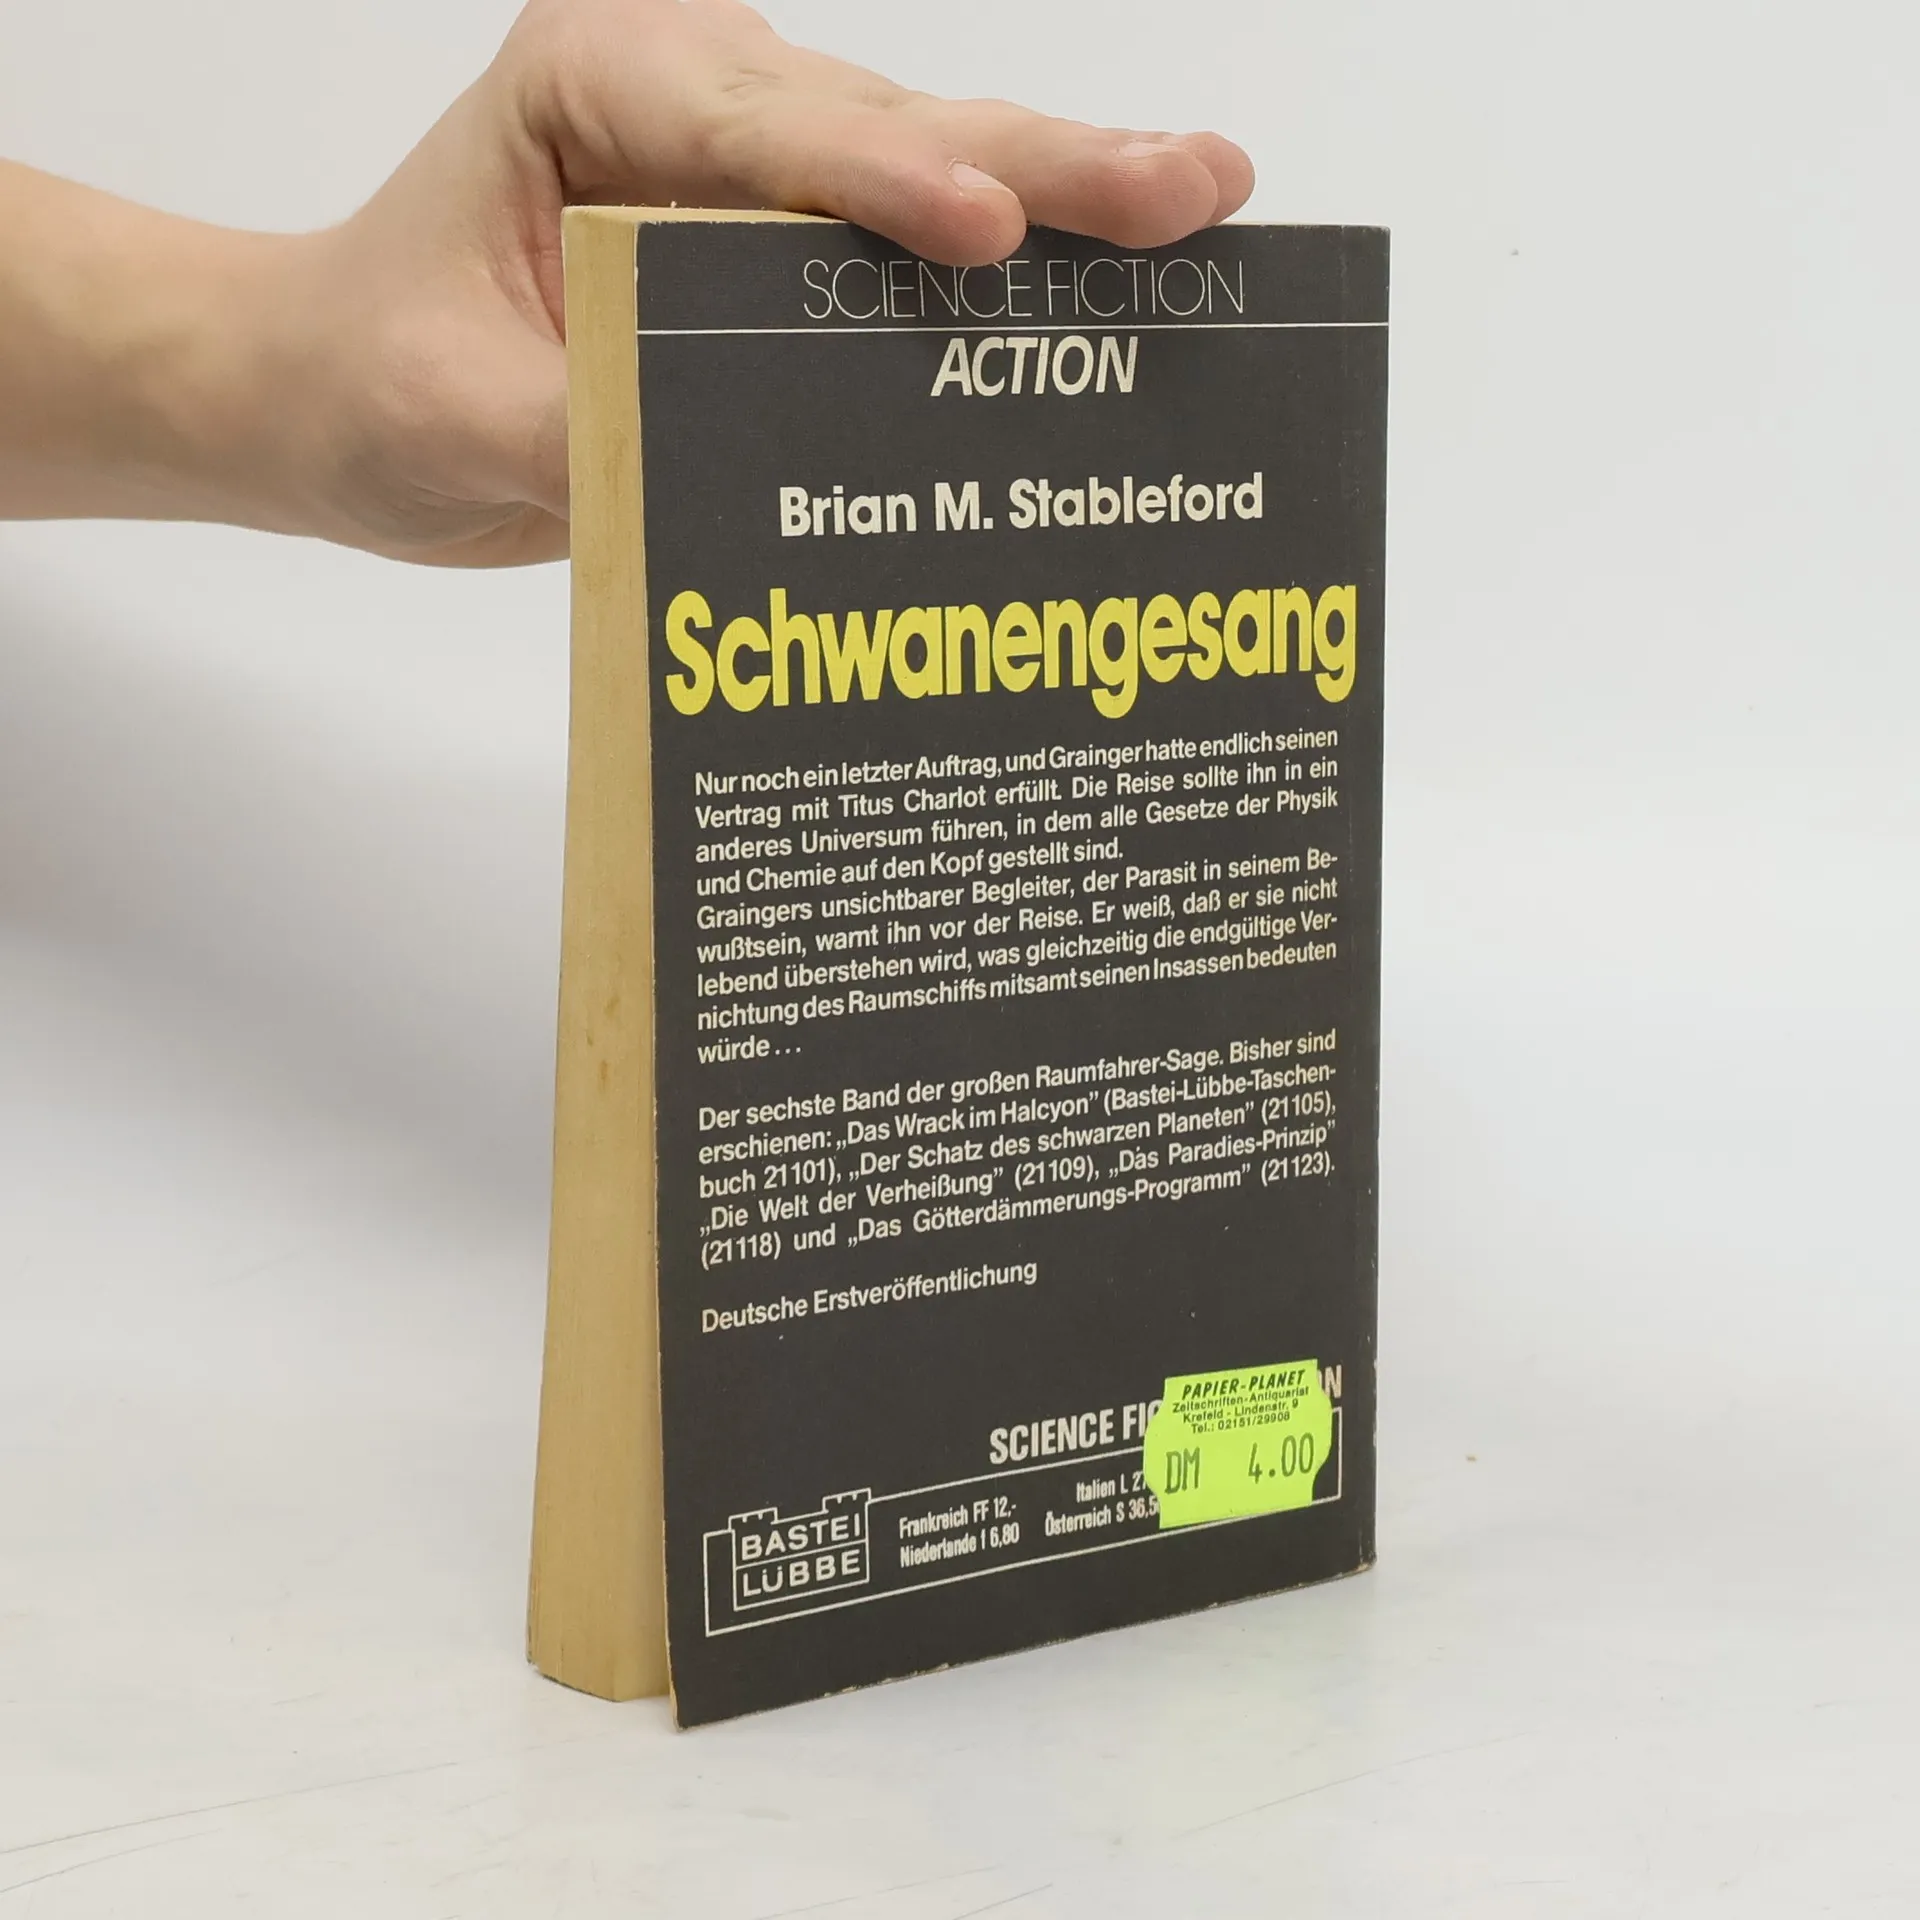 SCIENCE FICTION
ACTION
Brian M. Stableford
Schwanengesang
Nur noch ein letzter Auftrag, und Grainger hatte endlich seinen
Vertrag mit Titus Charlot erfüllt. Die Reise sollte ihn in ein
anderes Universum führen, in dem alle Gesetze der Physik
und Chemie auf den Kopf gestellt sind.
Graingers unsichtbarer Begleiter, der Parasit in seinem Be-
wußtsein, warnt ihn vor der Reise. Er weiß, daß er sie nicht
lebend überstehen wird, was gleichzeitig die endgültige Ver-
nichtung des Raumschiffs mitsamt seinen Insassen bedeuten
würde...
Der sechste Band der großen Raumfahrer-Sage. Bisher sind
erschienen: „Das Wrack im Halcyon” (Bastei-Lübbe-Taschen-
buch 21101), „Der Schatz des schwarzen Planeten” (21105),
„Die Welt der Verheißung” (21109), „Das Paradies-Prinzip”
(21118) und „Das Götterdämmerungs-Programm” (21123).
Deutsche Erstveröffentlichung
SCIENCE
PAPIER-PLANET
Zeitschriften-Antiquariat
Krefeld - Lindenstr. 9
Tel.: 02151/29908
DM 4.00
BASTEI
LÜBBE
Frankreich FF 12,-
Niederlande f 6,80
Italien L
Österreich S